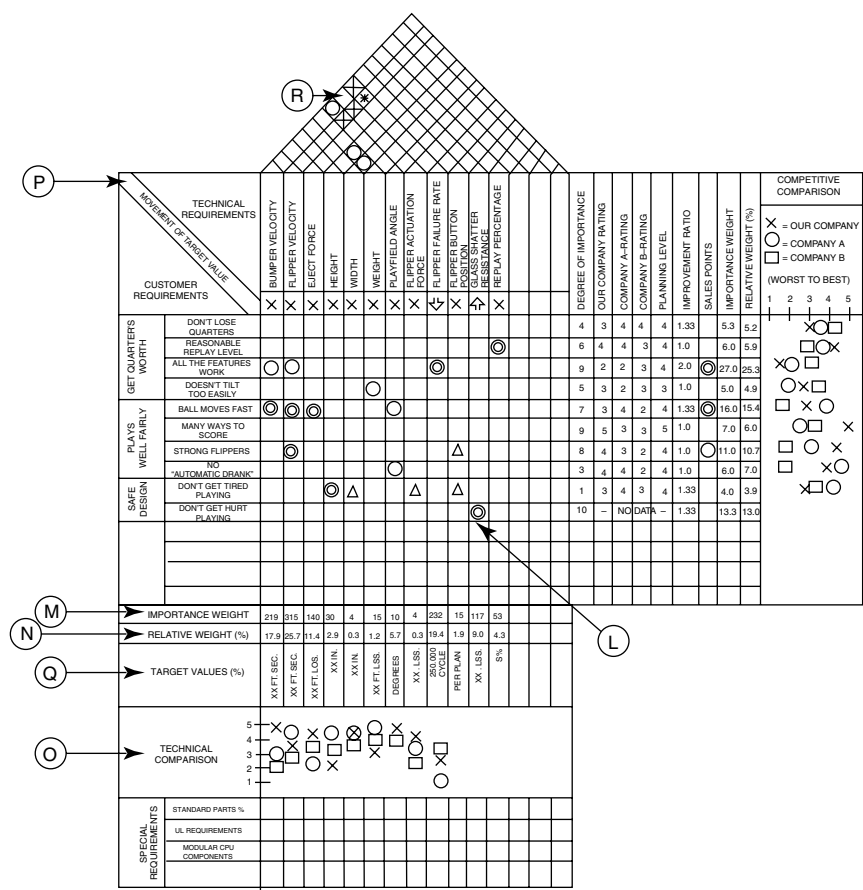 R
P
TECHNICAL
REQUIREMENTS
MOVEMENT OF TARGET VALUE
CUSTOMER
REQUIREMENTS
BUMPER VELOCITY
FLIPPER VELOCITY
EJECT FORCE
HEIGHT
WIDTH
WEIGHT
PLAYFIELD ANGLE
FLIPPER ACTUATION
FORCE
FLIPPER FAILURE RATE
FLIPPER BUTTON
POSITION
GLASS SHATTER
RESISTANCE
REPLAY PERCENTAGE
DEGREE OF IMPORTANCE
OUR COMPANY RATING
COMPANY A–RATING
COMPANY B–RATING
PLANNING LEVEL
IMPROVEMENT RATIO
SALES POINTS
IMPORTANCE WEIGHT
RELATIVE WEIGHT (%)
COMPETITIVE
COMPARISON
= OUR COMPANY
= COMPANY A
= COMPANY B
(WORST TO BEST)
1 2 3 4 5
GET QUARTER'S
WORTH
DON'T LOSE
QUARTERS
4 3 4 4 4 1.33 5.3 5.2
REASONABLE
REPLAY LEVEL
6 4 4 3 4 1.0 6.0 5.9
ALL THE FEATURES
WORK
9 2 2 3 4 2.0 27.0 25.3
DOESN'T TILT
TOO EASILY
5 3 2 3 3 1.0 5.0 4.9
PLAYS
WELL FAIRLY
BALL MOVES FAST
7 3 4 2 4 1.33 16.0 15.4
MANY WAYS TO
SCORE
9 5 3 3 5 1.0 7.0 6.0
STRONG FLIPPERS
8 4 3 2 4 1.0 11.0 10.7
NO
"AUTOMATIC DRANK"
3 4 4 2 4 1.0 6.0 7.0
SAFE
DESIGN
DON'T GET TIRED
PLAYING
1 3 4 3 4 1.33 4.0 3.9
DON'T GET HURT
PLAYING
10 – NO DATA – 1.33 13.3 13.0
L
M
IMPORTANCE WEIGHT
219 315 140 30 4 15 10 4 232 15 117 53
N
RELATIVE WEIGHT (%)
17.9 25.7 11.4 2.9 0.3 1.2 5.7 0.3 19.4 1.9 9.0 4.3
Q
TARGET VALUES (%)
XX FT. SEC.
XX FT. SEC.
XX FT. LOS.
XX IN.
XX IN.
XX FT. LSS.
DEGREES
XX . LSS.
250.000
CYCLE
PER PLAN
XX . LSS.
S%
O
TECHNICAL
COMPARISON
5
4
3
2
1
SPECIAL
REQUIREMENTS
STANDARD PARTS %
UL REQUIREMENTS
MODULAR CPU
COMPONENTS